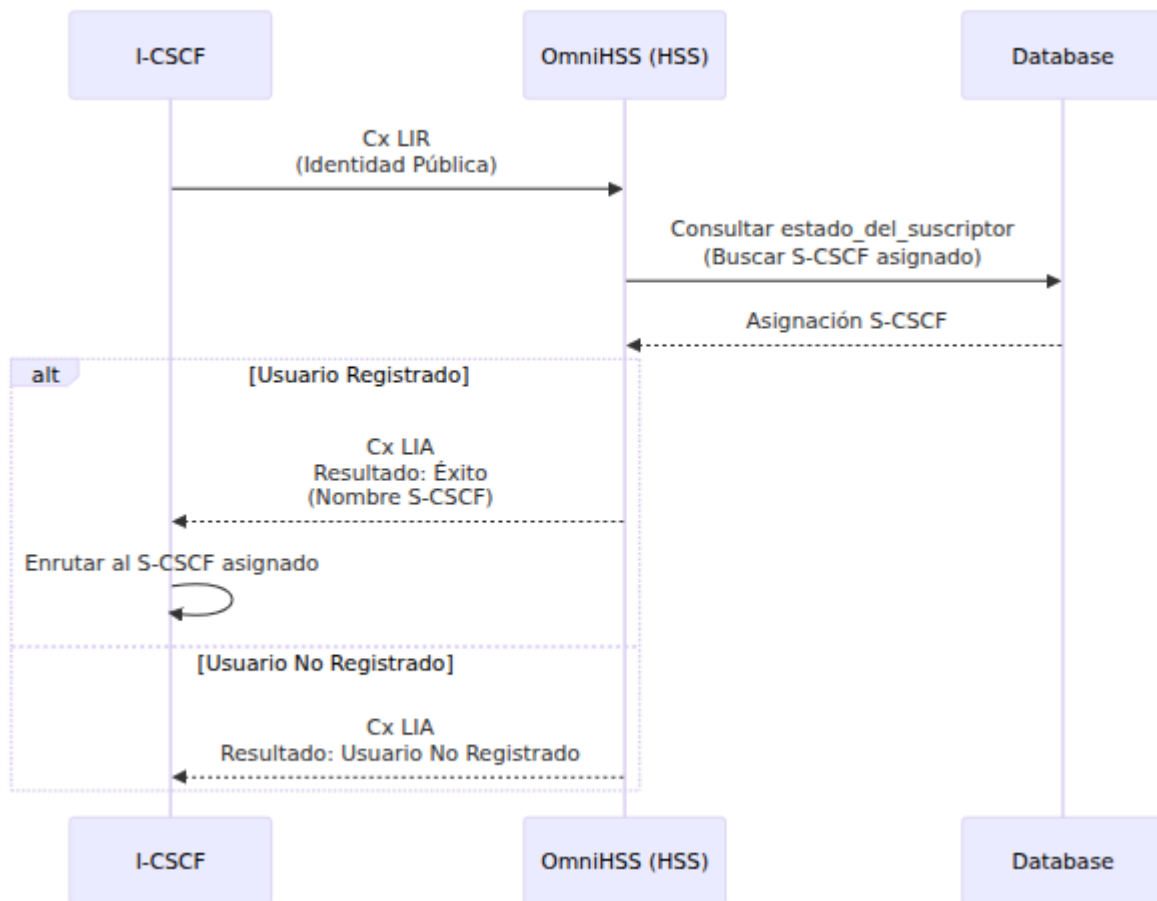 I-CSCF
OmniHSS (HSS)
Database
Cx LIR
(Identidad Pública)
Consultar estado_del_suscriptor
(Buscar S-CSCF asignado)
Asignación S-CSCF
alt
[Usuario Registrado]
Cx LIA
Resultado: Éxito
(Nombre S-CSCF)
Enrutar al S-CSCF asignado
[Usuario No Registrado]
Cx LIA
Resultado: Usuario No Registrado
I-CSCF
OmniHSS (HSS)
Database